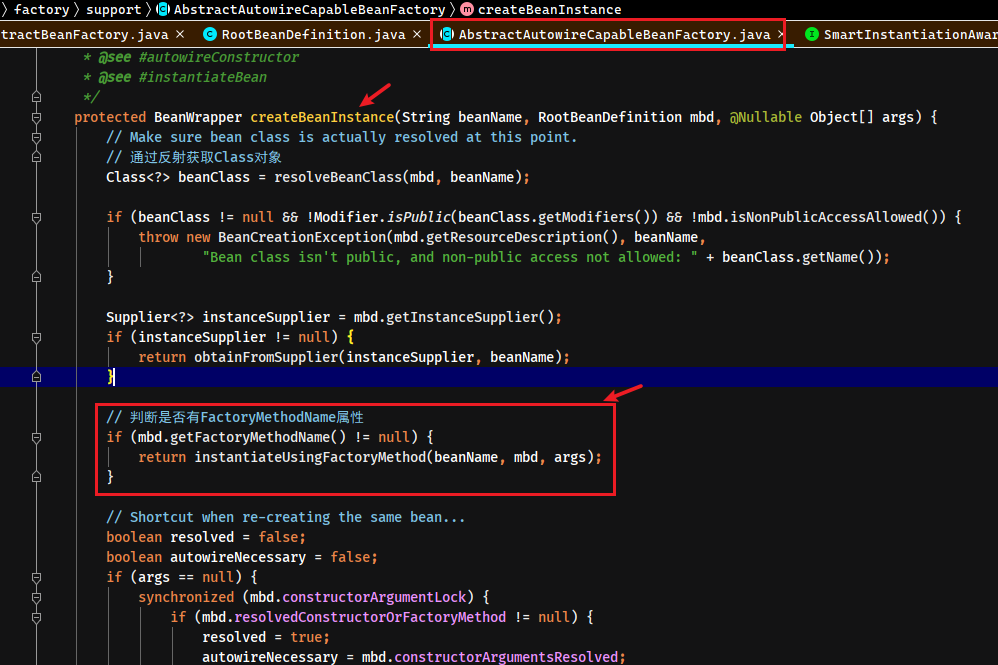 factory support AbstractAutowireCapableBeanFactory createBeanInstance
tractBeanFactory.java × RootBeanDefinition.java × AbstractAutowireCapableBeanFactory.java × SmartInstantiationAwar
* @see #autowireConstructor
* @see #instantiateBean
*/
protected BeanWrapper createBeanInstance(String beanName, RootBeanDefinition mbd, @Nullable Object[] args) {
// Make sure bean class is actually resolved at this point.
// 通过反射获取Class对象
Class<?> beanClass = resolveBeanClass(mbd, beanName);
if (beanClass != null && !Modifier.isPublic(beanClass.getModifiers()) && !mbd.isNonPublicAccessAllowed()) {
throw new BeanCreationException(mbd.getResourceDescription(), beanName,
"Bean class isn't public, and non-public access not allowed: " + beanClass.getName());
}
Supplier<?> instanceSupplier = mbd.getInstanceSupplier();
if (instanceSupplier != null) {
return obtainFromSupplier(instanceSupplier, beanName);
}
// 判断是否有FactoryMethodName属性
if (mbd.getFactoryMethodName() != null) {
return instantiateUsingFactoryMethod(beanName, mbd, args);
}
// Shortcut when re-creating the same bean...
boolean resolved = false;
boolean autowireNecessary = false;
if (args == null) {
synchronized (mbd.constructorArgumentLock) {
if (mbd.resolvedConstructorOrFactoryMethod != null) {
resolved = true;
autowireNecessary = mbd.constructorArgumentsResolved;